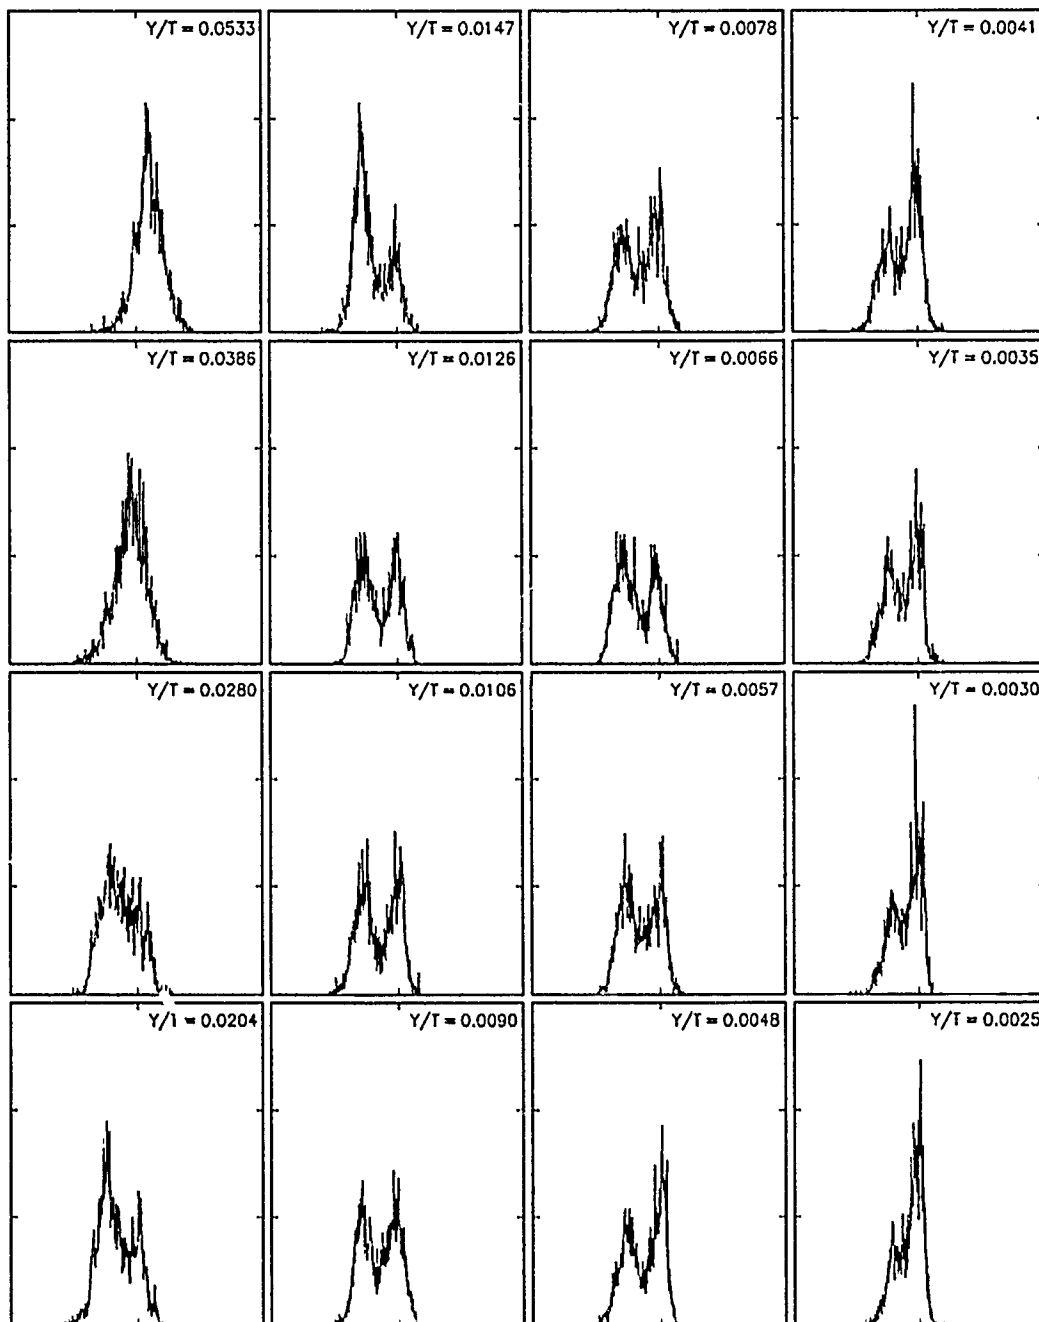 Y/T = 0.0533
Y/T = 0.0147
Y/T = 0.0078
Y/T = 0.0041
Y/T = 0.0386
Y/T = 0.0126
Y/T = 0.0066
Y/T = 0.0035
Y/T = 0.0280
Y/T = 0.0106
Y/T = 0.0057
Y/T = 0.0030
Y/1 = 0.0204
Y/T = 0.0090
Y/T = 0.0048
Y/T = 0.0025